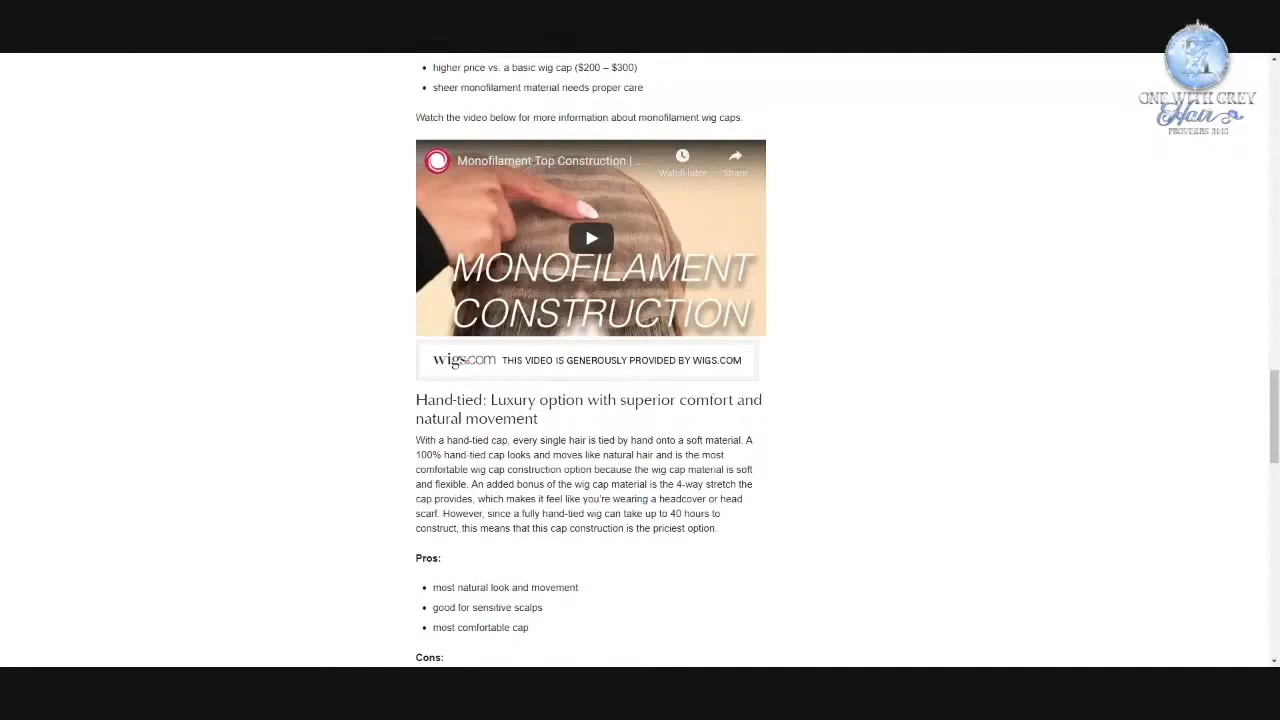 higher price vs. a basic wig cap ($200 – $300)
sheer monofilament material needs proper care
Watch the video below for more information about monofilament wig caps.
Monofilament Top Construction | ...
Watch later
Share
MONOFILAMENT
CONSTRUCTION
wigs.com THIS VIDEO IS GENEROUSLY PROVIDED BY WIGS.COM
Hand-tied: Luxury option with superior comfort and
natural movement
With a hand-tied cap, every single hair is tied by hand onto a soft material. A
100% hand-tied cap looks and moves like natural hair and is the most
comfortable wig cap construction option because the wig cap material is soft
and flexible. An added bonus of the wig cap material is the 4-way stretch the
cap provides, which makes it feel like you're wearing a headcover or head
scarf. However, since a fully hand-tied wig can take up to 40 hours to
construct, this means that this cap construction is the priciest option.
Pros:
most natural look and movement
good for sensitive scalps
most comfortable cap
Cons:
ONE WITH GREY
Hair